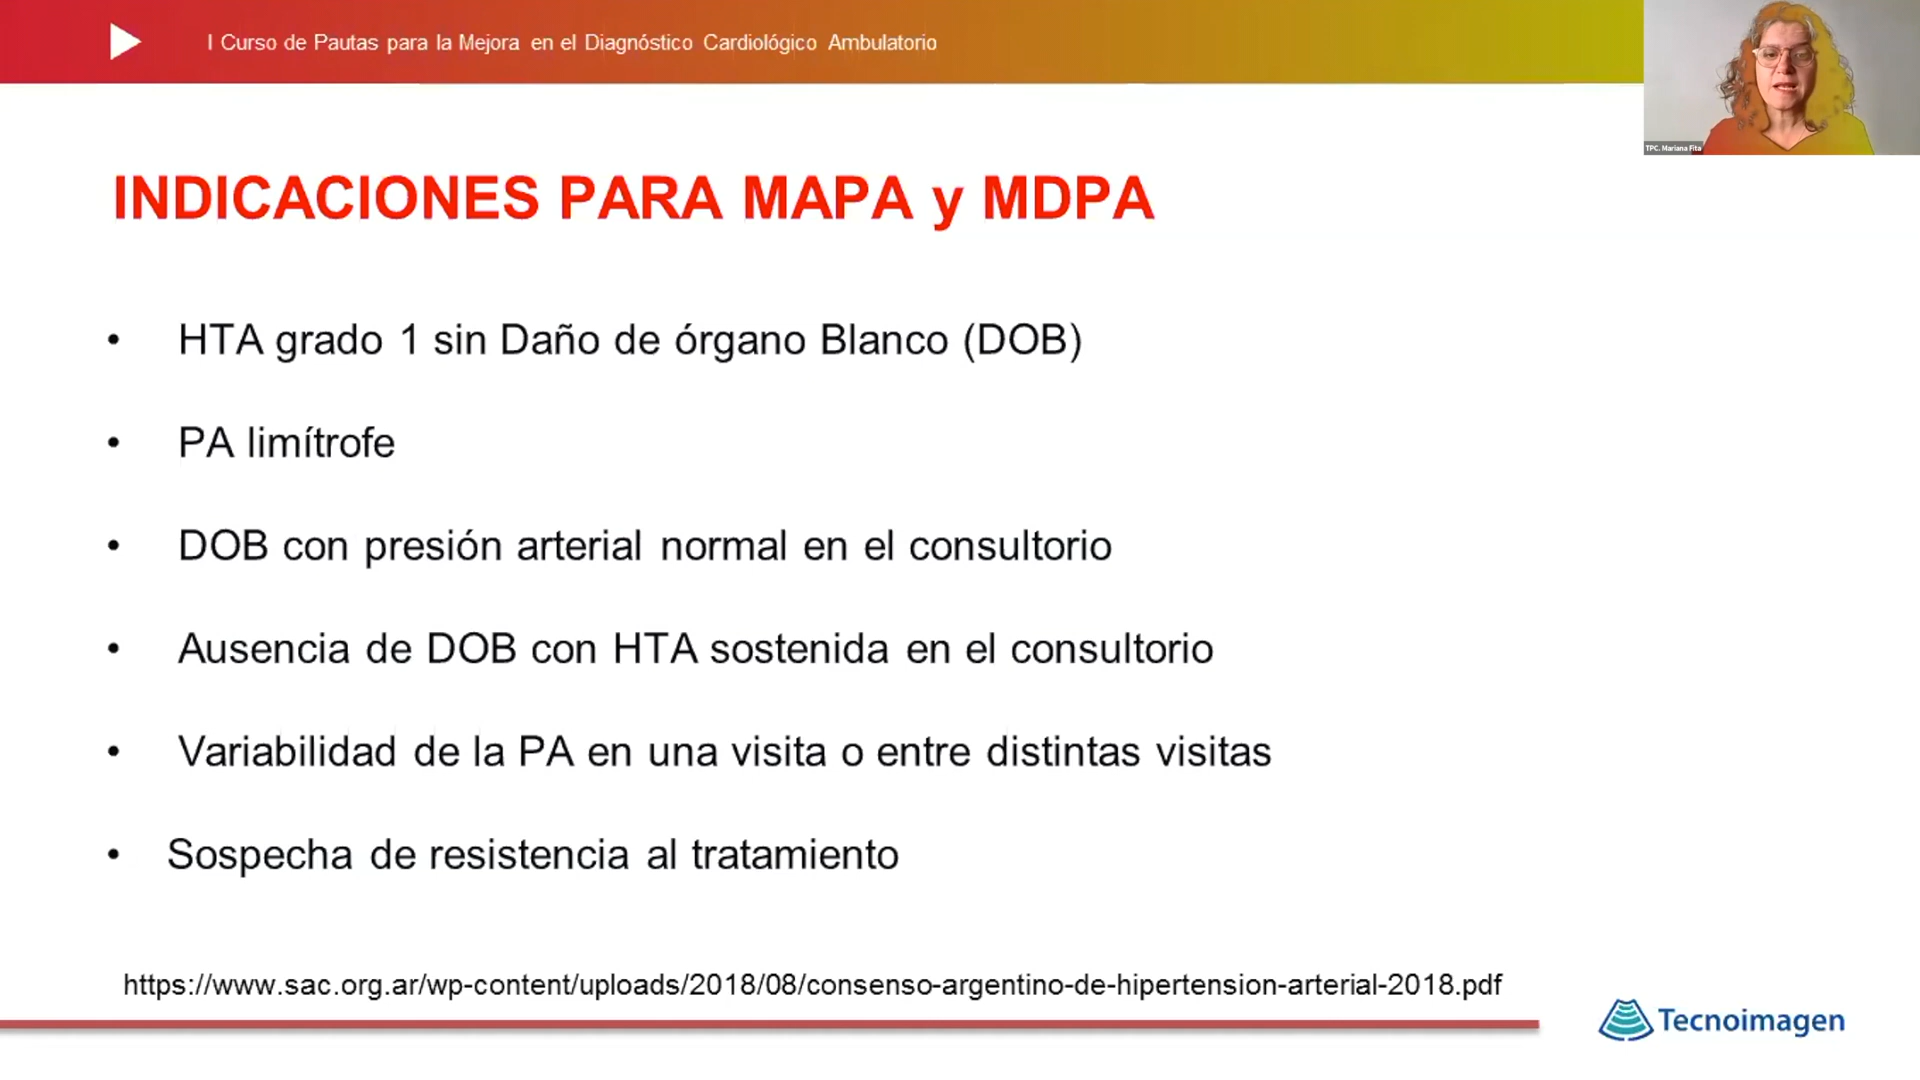 I Curso de Pautas para la Mejora en el Diagnóstico Cardiológico Ambulatorio
TPC. Mariana Fita
INDICACIONES PARA MAPA y MDPA
• HTA grado 1 sin Daño de órgano Blanco (DOB)
• PA limítrofe
• DOB con presión arterial normal en el consultorio
• Ausencia de DOB con HTA sostenida en el consultorio
• Variabilidad de la PA en una visita o entre distintas visitas
• Sospecha de resistencia al tratamiento
https://www.sac.org.ar/wp-content/uploads/2018/08/consenso-argentino-de-hipertension-arterial-2018.pdf
Tecnoimagen